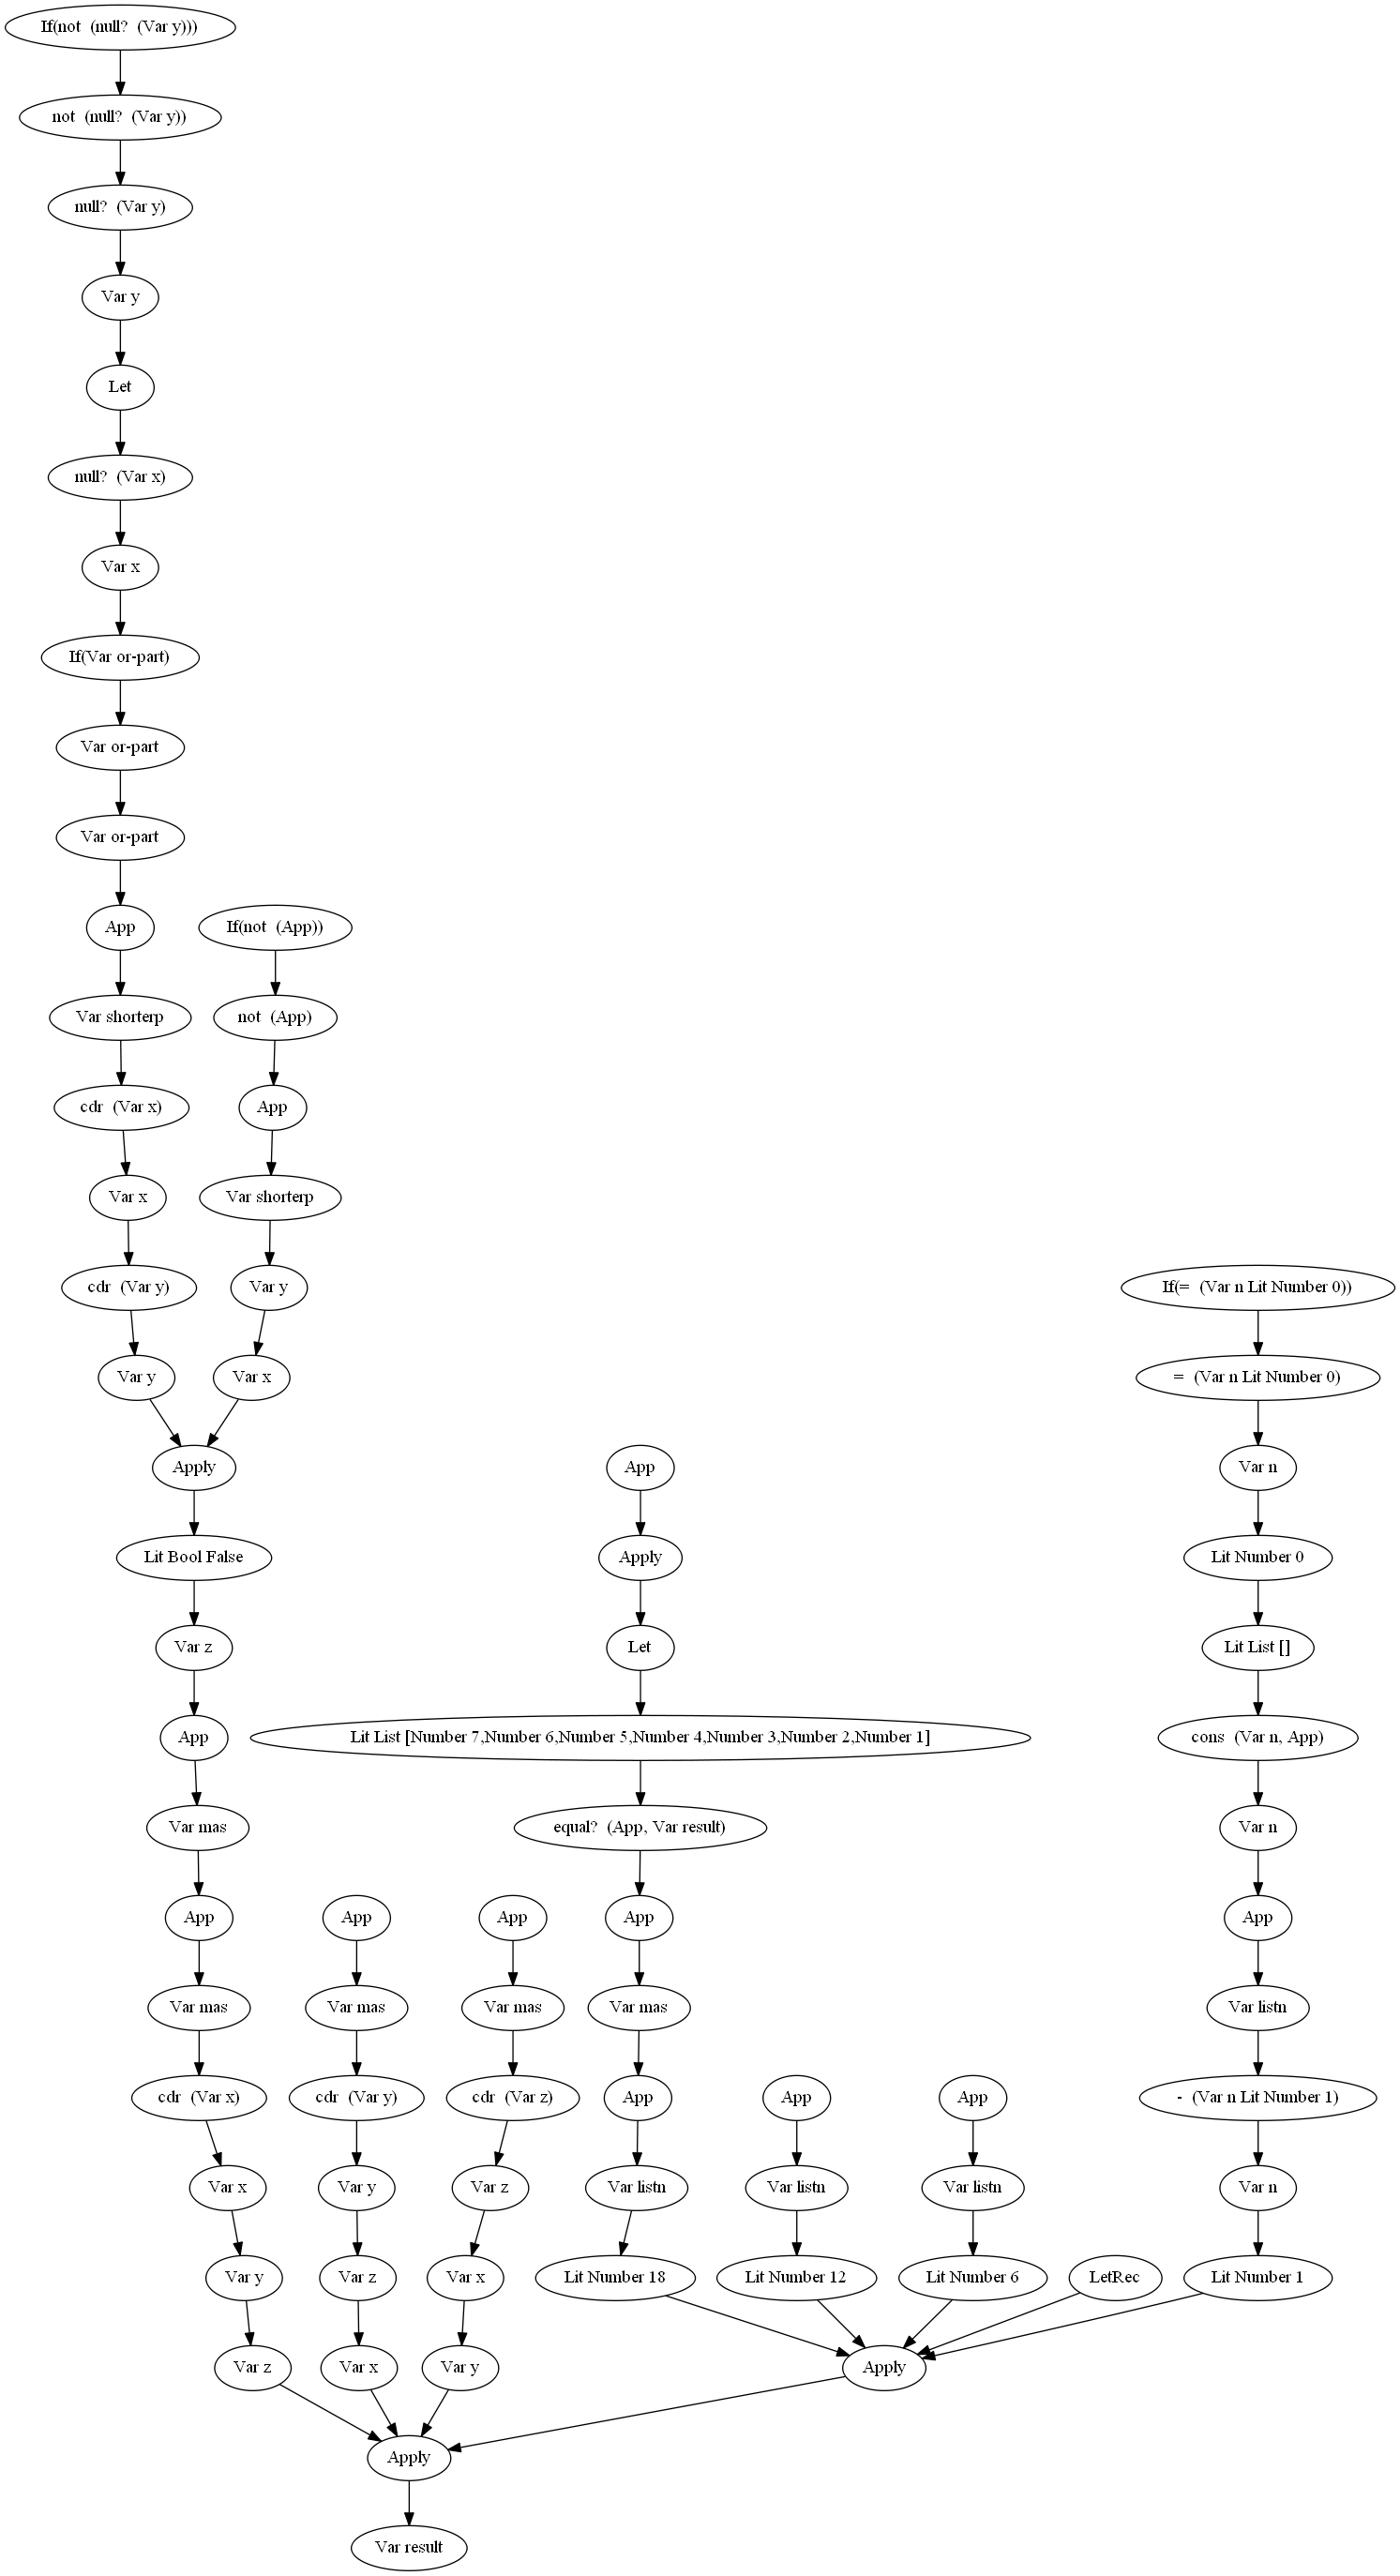 If(not  (null?  (Var y)))
not  (null?  (Var y))
null?  (Var y)
Var y
Let
null?  (Var x)
Var x
If(Var or-part)
Var or-part
Var or-part
App
If(not  (App))
Var shorterp
not  (App)
cdr  (Var x)
App
Var x
Var shorterp
cdr  (Var y)
Var y
If(=  (Var n Lit Number 0))
Var y
Var x
=  (Var n Lit Number 0)
Apply
App
Var n
Lit Bool False
Apply
Lit Number 0
Var z
Let
Lit List []
App
Lit List [Number 7,Number 6,Number 5,Number 4,Number 3,Number 2,Number 1]
cons  (Var n, App)
Var mas
equal?  (App, Var result)
Var n
App
App
App
App
App
Var mas
Var mas
Var mas
Var mas
Var listn
cdr  (Var x)
cdr  (Var y)
cdr  (Var z)
App
App
App
-  (Var n Lit Number 1)
Var x
Var y
Var z
Var listn
Var listn
Var listn
Var n
Var y
Var z
Var x
Lit Number 18
Lit Number 12
Lit Number 6
LetRec
Lit Number 1
Var z
Var x
Var y
Apply
Apply
Var result